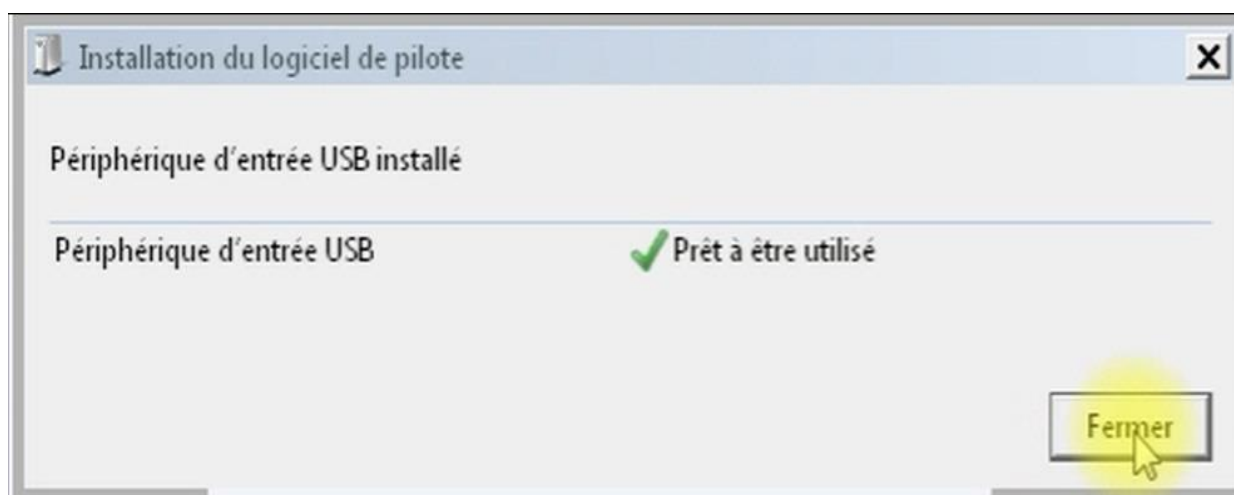 Installation du logiciel de pilote
Périphérique d'entrée USB installé
Périphérique d'entrée USB Prêt à être utilisé
Fermer